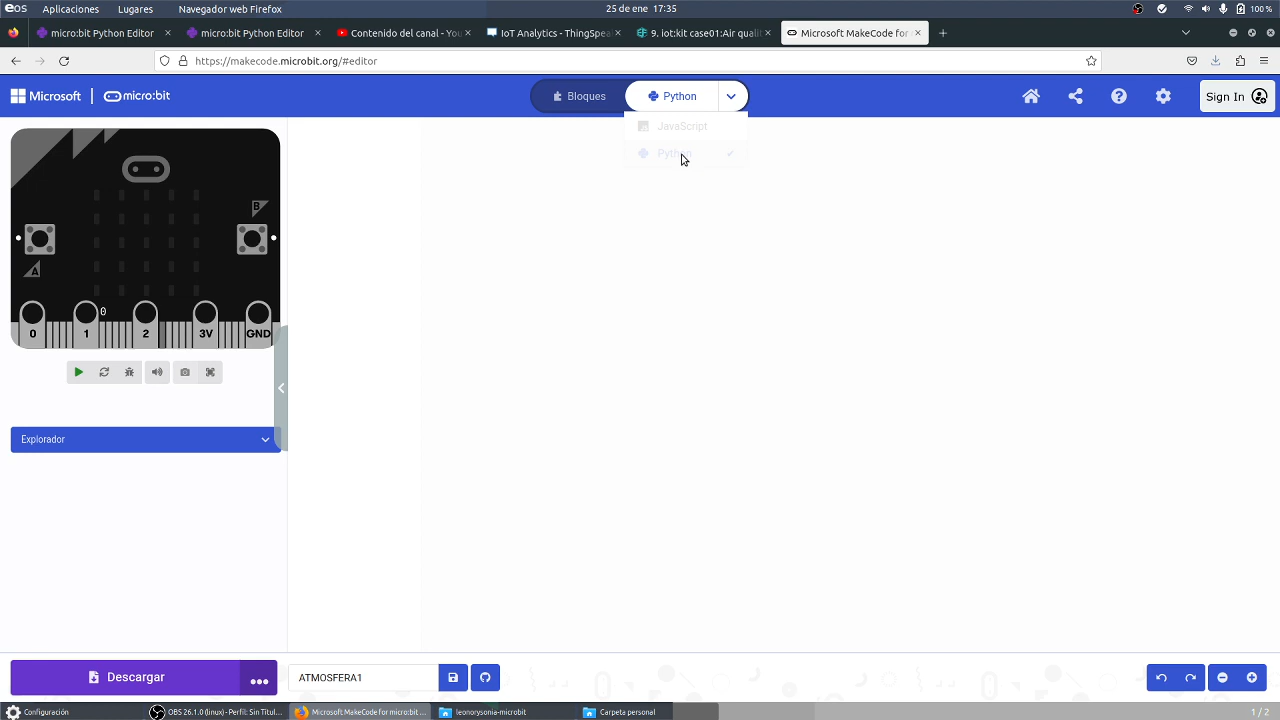 eos Aplicaciones Lugares Navegador web Firefox 25 de ene 17:35 100 %
micro:bit Python Editor micro:bit Python Editor Contenido del canal - You IoT Analytics - ThingSpeak 9. iot:kit case01:Air quali Microsoft MakeCode for
https://makecode.microbit.org/#editor
Microsoft micro:bit Bloques Python Sign In
JavaScript
Python
B
A
0
0 1 2 3V GND
Explorador
Descargar ... ATMOSFERA1
Configuración OBS 26.1.0 (linux) - Perfil: Sin Títul... Microsoft MakeCode for micro:bit ... leonorysonia-microbit Carpeta personal 1 / 2